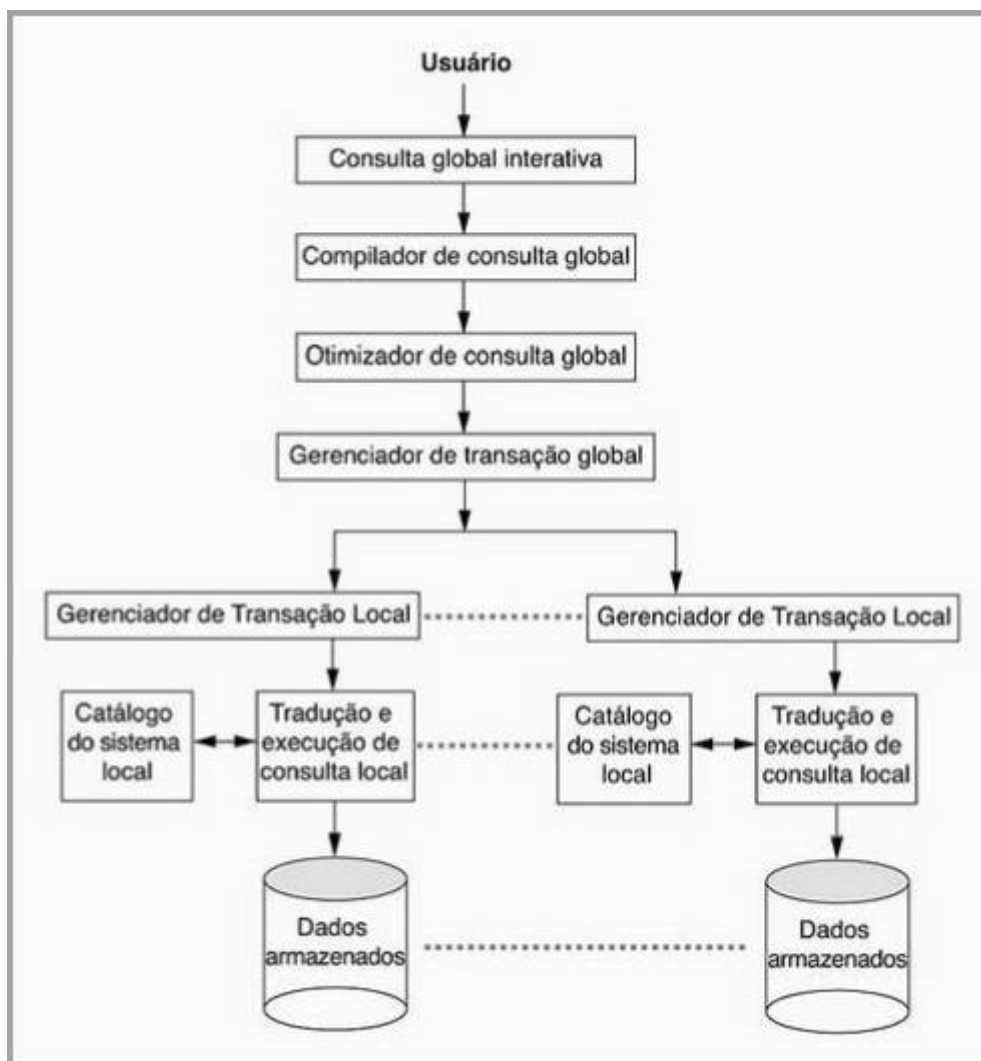 Usuário
Consulta global interativa
Compilador de consulta global
Otimizador de consulta global
Gerenciador de transação global
Gerenciador de Transação Local
Gerenciador de Transação Local
Catálogo
do sistema
local
Tradução e
execução de
consulta local
Catálogo
do sistema
local
Tradução e
execução de
consulta local
Dados
armazenados
Dados
armazenados